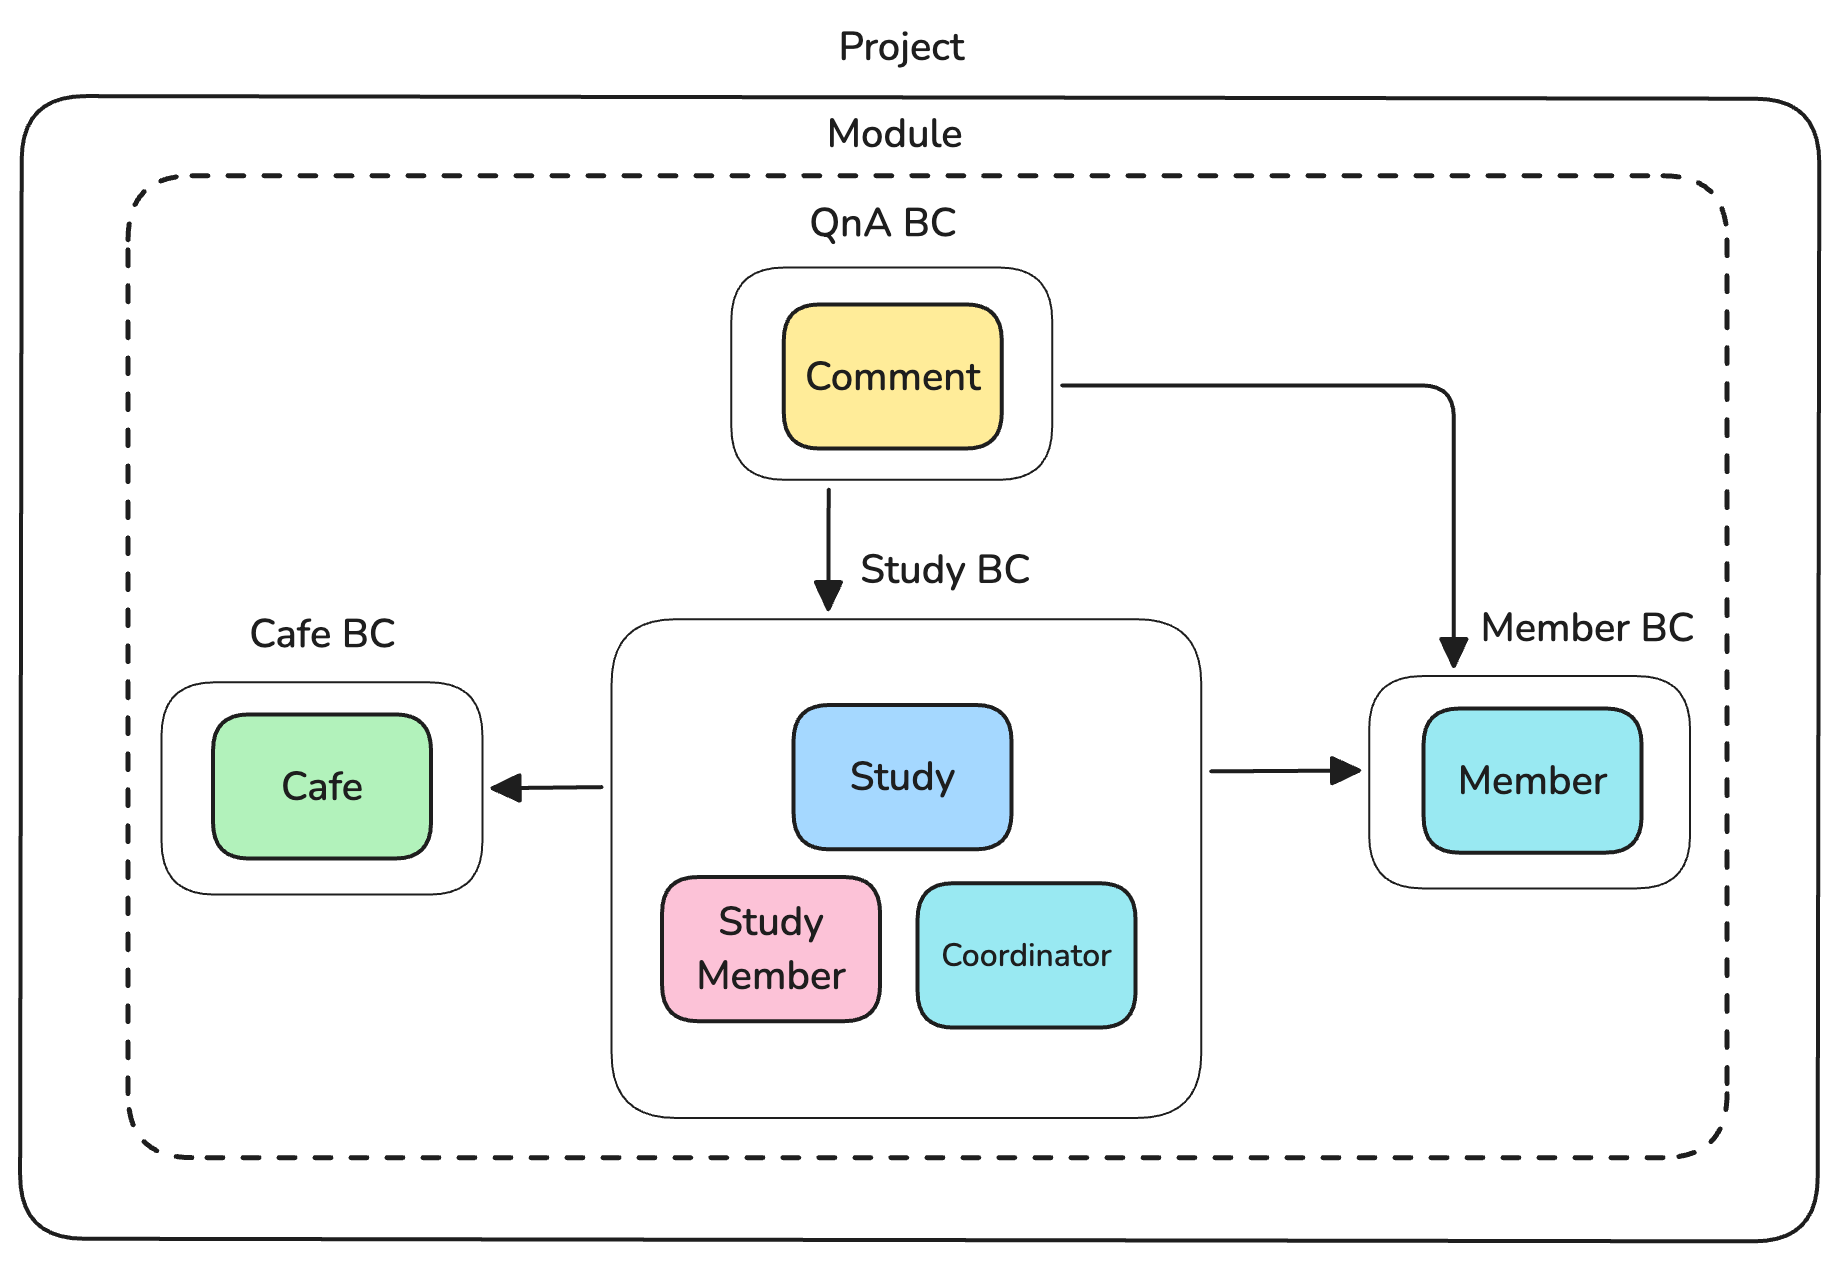 Project
Module
QnA BC
Comment
Study BC
Cafe BC
Member BC
Cafe
Study
Member
Study
Member
Coordinator